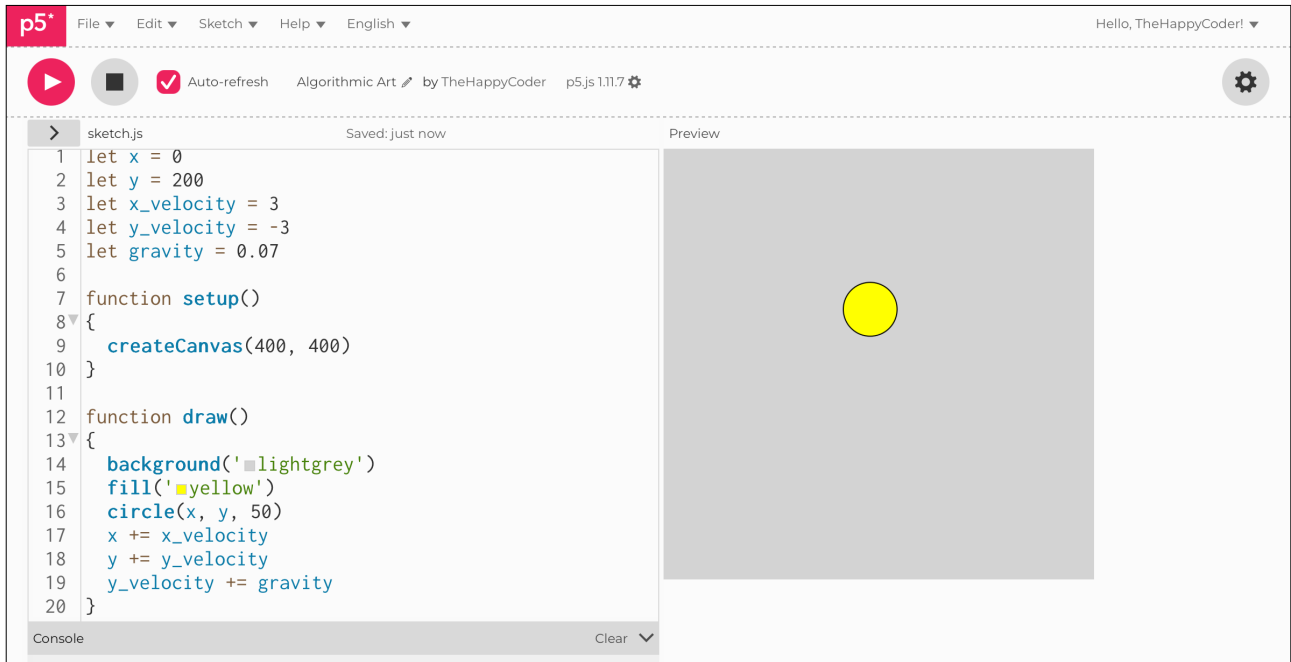 p5* File Edit Sketch Help English Hello, TheHappyCoder!
Auto-refresh Algorithmic Art by TheHappyCoder p5.js 1.11.7
sketch.js Saved: just now Preview
1 let x = 0
2 let y = 200
3 let x_velocity = 3
4 let y_velocity = -3
5 let gravity = 0.07
6
7 function setup()
8 {
9 createCanvas(400, 400)
10 }
11
12 function draw()
13 {
14 background('lightgrey')
15 fill('yellow')
16 circle(x, y, 50)
17 x += x_velocity
18 y += y_velocity
19 y_velocity += gravity
20 }
Console Clear